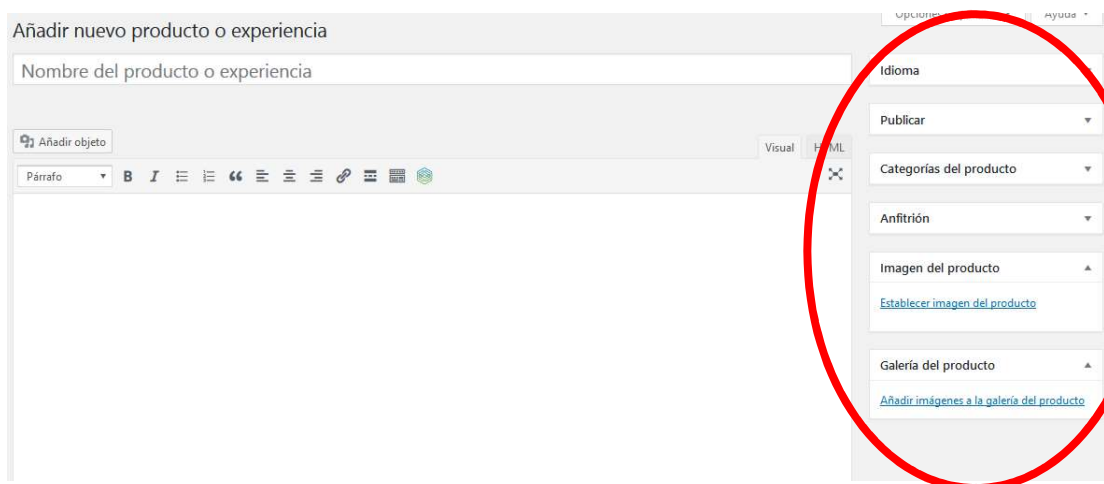 Añadir nuevo producto o experiencia
Ayuda
Nombre del producto o experiencia
Idioma
Publicar
Añadir objeto
Visual
Párrafo
B I
Categorías del producto
Anfitrión
Imagen del producto
Establecer imagen del producto
Galería del producto
Añadir imágenes a la galería del producto